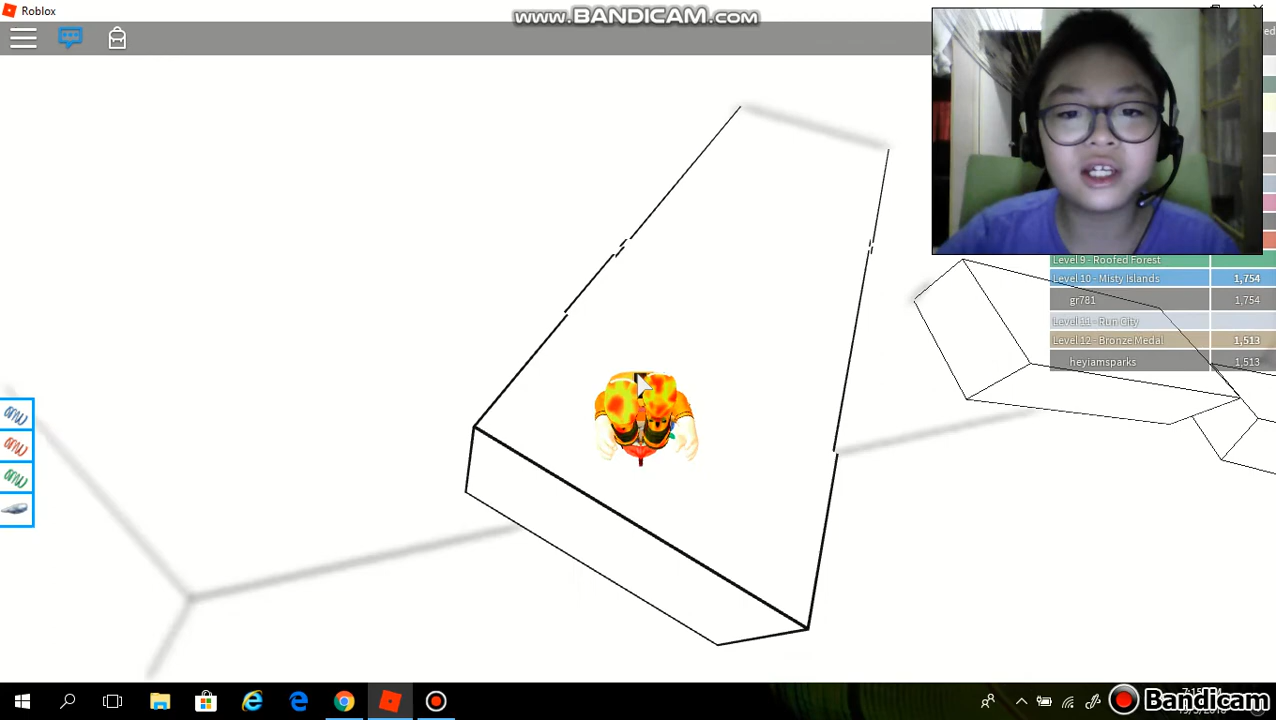 Roblox
www.BANDICAM.com
Level 9 - Roofed Forest
Level 10 - Misty Islands 1,754
gr781 1,754
Level 11 - Run City
Level 12 - Bronze Medal 1,513
heyiamsparks 1,513
Bandicam